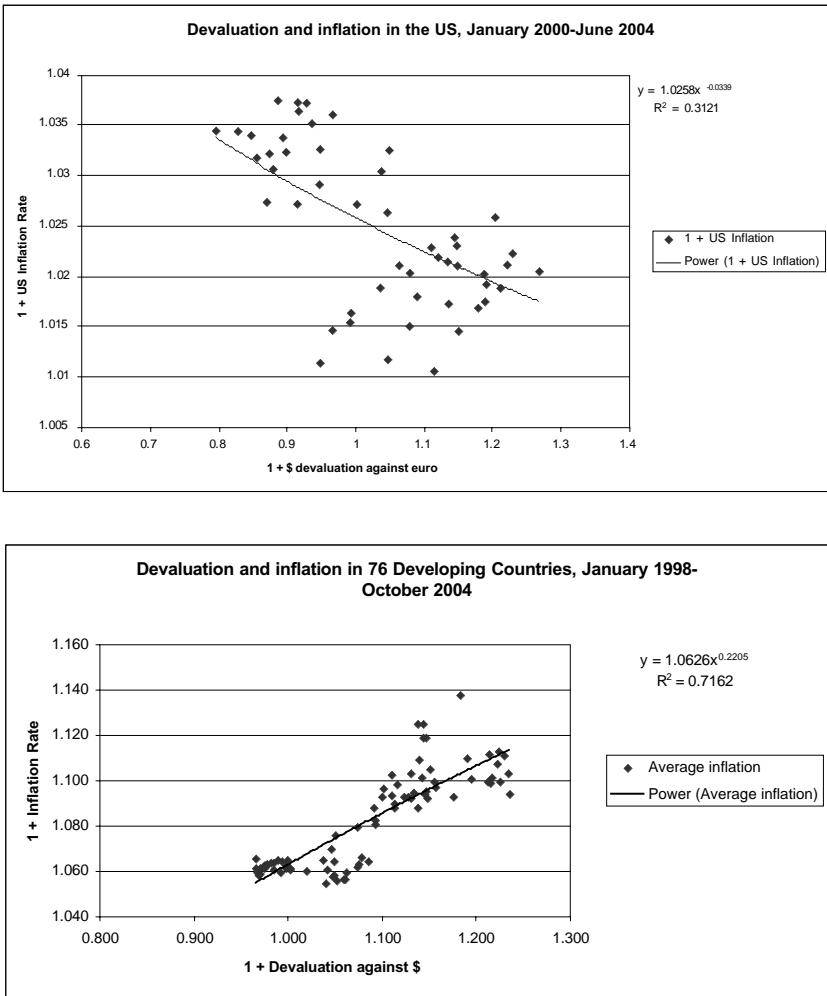 Devaluation and inflation in the US, January 2000-June 2004
1 + US Inflation Rate
1.04
1.035
1.03
1.025
1.02
1.015
1.01
1.005
0.6 0.7 0.8 0.9 1 1.1 1.2 1.3 1.4
1 + $ devaluation against euro
y = 1.0258x -0.0339
R2 = 0.3121
1 + US Inflation
Power (1 + US Inflation)
Devaluation and inflation in 76 Developing Countries, January 1998-
October 2004
1 + Inflation Rate
1.160
1.140
1.120
1.100
1.080
1.060
1.040
0.800 0.900 1.000 1.100 1.200 1.300
1 + Devaluation against $
y = 1.0626x0.2205
R2 = 0.7162
Average inflation
Power (Average inflation)